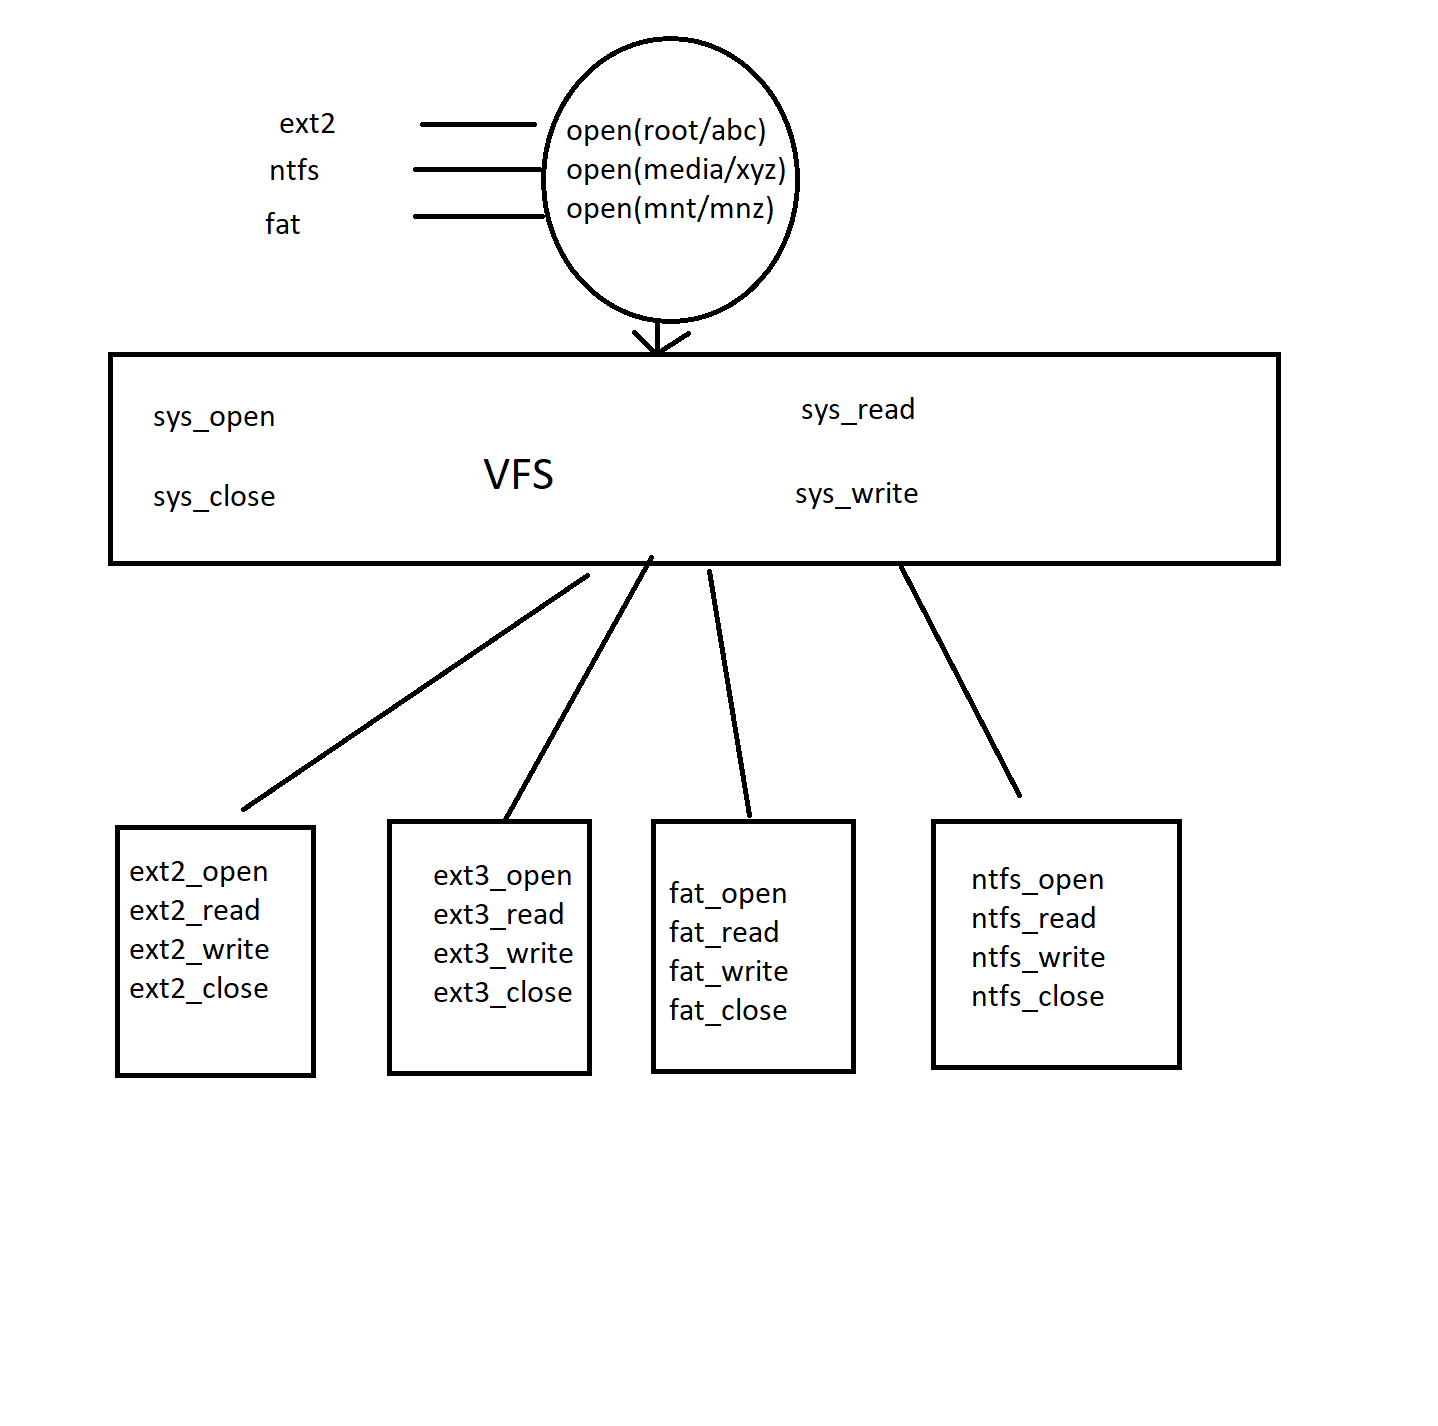 ext2
ntfs
fat
open(root/abc)
open(media/xyz)
open(mnt/mnz)
sys_open
sys_close
VFS
sys_read
sys_write
ext2_open
ext2_read
ext2_write
ext2_close
ext3_open
ext3_read
ext3_write
ext3_close
fat_open
fat_read
fat_write
fat_close
ntfs_open
ntfs_read
ntfs_write
ntfs_close